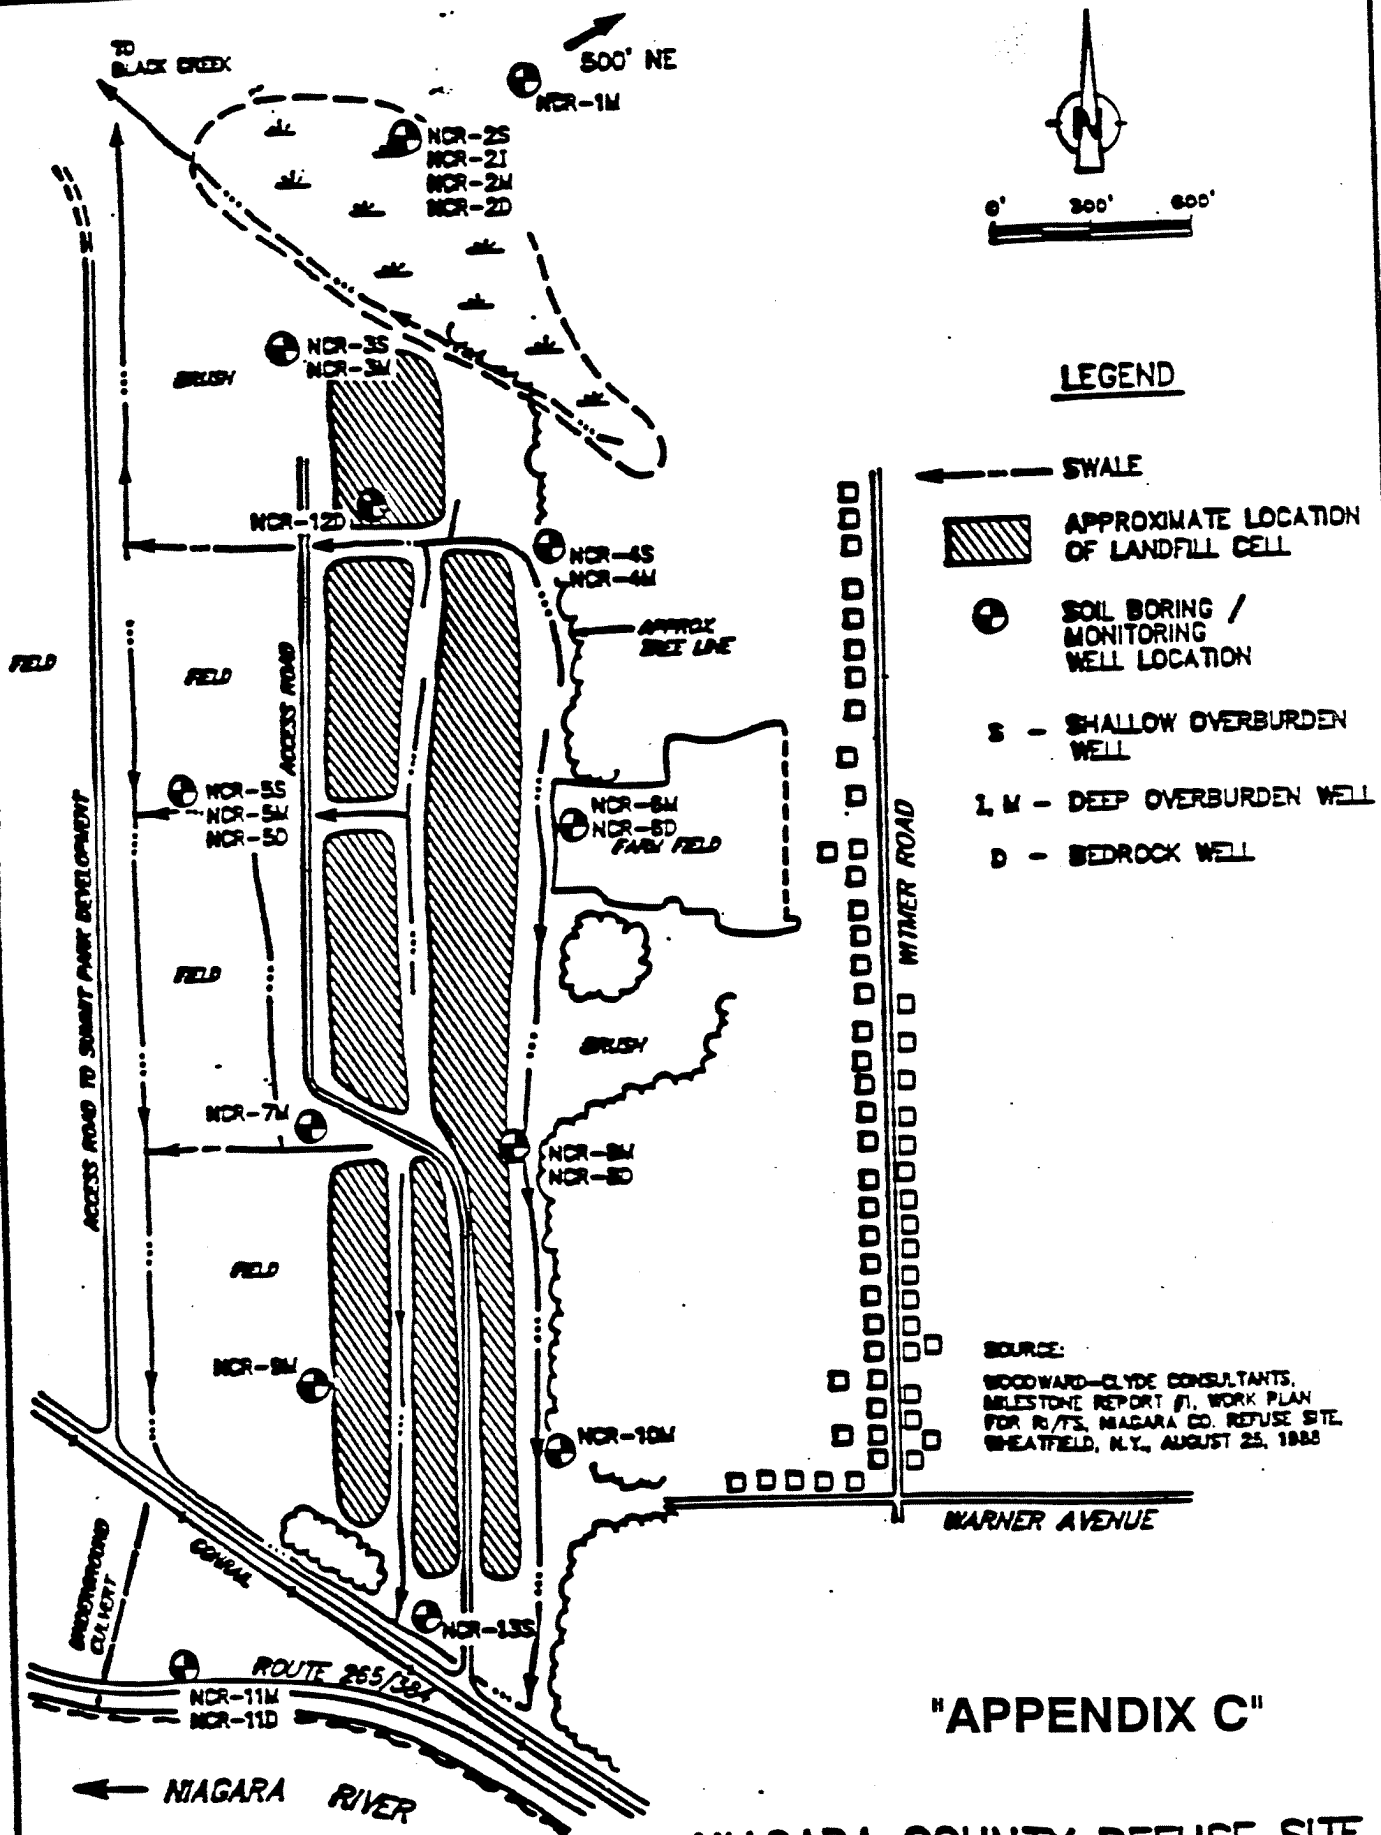 TO
BLACK CREEK
500' NE
NCR-1M
NCR-2S
NCR-2I
NCR-2M
NCR-2D
N
0' 300' 600'
NCR-3S
NCR-3M
BRUSH
LEGEND
SWALE
APPROXIMATE LOCATION
OF LANDFILL CELL
SOIL BORING /
MONITORING
WELL LOCATION
S - SHALLOW OVERBURDEN
WELL
I, M - DEEP OVERBURDEN WELL
D - BEDROCK WELL
NCR-12D
NCR-4S
NCR-4M
APPROX
TREE LINE
FIELD
FIELD
ACCESS ROAD
NCR-5S
NCR-5M
NCR-5D
NCR-6M
NCR-6D
FARM FIELD
WITMER ROAD
ACCESS ROAD TO SUMMIT PARK DEVELOPMENT
FIELD
BRUSH
NCR-7M
NCR-8M
NCR-8D
FIELD
NCR-9M
NCR-10M
SOURCE:
WOODWARD-CLYDE CONSULTANTS,
MILESTONE REPORT #1, WORK PLAN
FOR RI/FS, NIAGARA CO. REFUSE SITE,
WHEATFIELD, N.Y., AUGUST 25, 1988
WARNER AVENUE
UNDERGROUND
CULVERT
CONRAIL
NCR-13S
ROUTE 265/384
NCR-11M
NCR-11D
NIAGARA RIVER
"APPENDIX C"
NIAGARA COUNTY REFUSE SITE